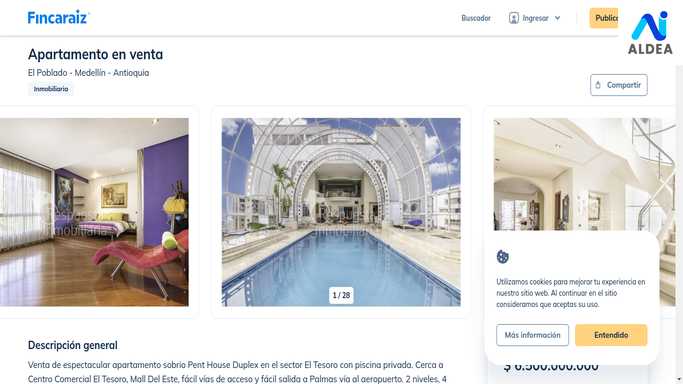 Fincaraiz
Buscador
Ingresar
Public
ALDEA
Apartamento en venta
El Poblado - Medellín - Antioquia
Inmobiliario
Compartir
1 / 28
Utilizamos cookies para mejorar tu experiencia en
nuestro sitio web. Al continuar en el sitio
consideramos que aceptas su uso.
Más información
Entendido
Descripción general
$ 6.500.000.000
Venta de espectacular apartamento sobrio Pent House Duplex en el sector El Tesoro con piscina privada. Cerca a
Centro Comercial El Tesoro, Mall Del Este, fácil vías de acceso y fácil salida a Palmas vía al aeropuerto. 2 niveles, 4